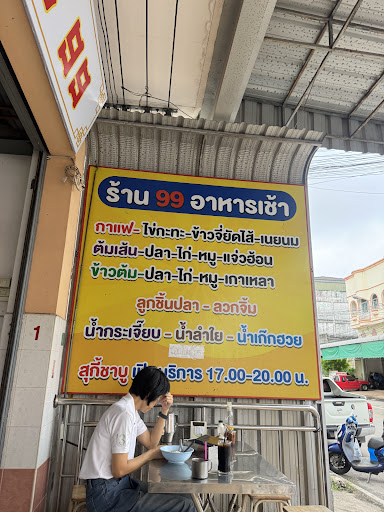 ร้าน 99 อาหารเช้า
กาแฟ-ไข่กะทะ-ข้าวจี่ยัดไส้-เนยนม
ต้มเส้น-ปลา-ไก่-หมู-แจ่วฮ้อน
ข้าวต้ม-ปลา-ไก่-หมู-เกาเหลา
ลูกชิ้นปลา - ลวกจิ้ม
น้ำกระเจี๊ยบ - น้ำลำใย - น้ำเก๊กฮวย
สุกี้ชาบู เปิดบริการ 17.00-20.00 น.
1